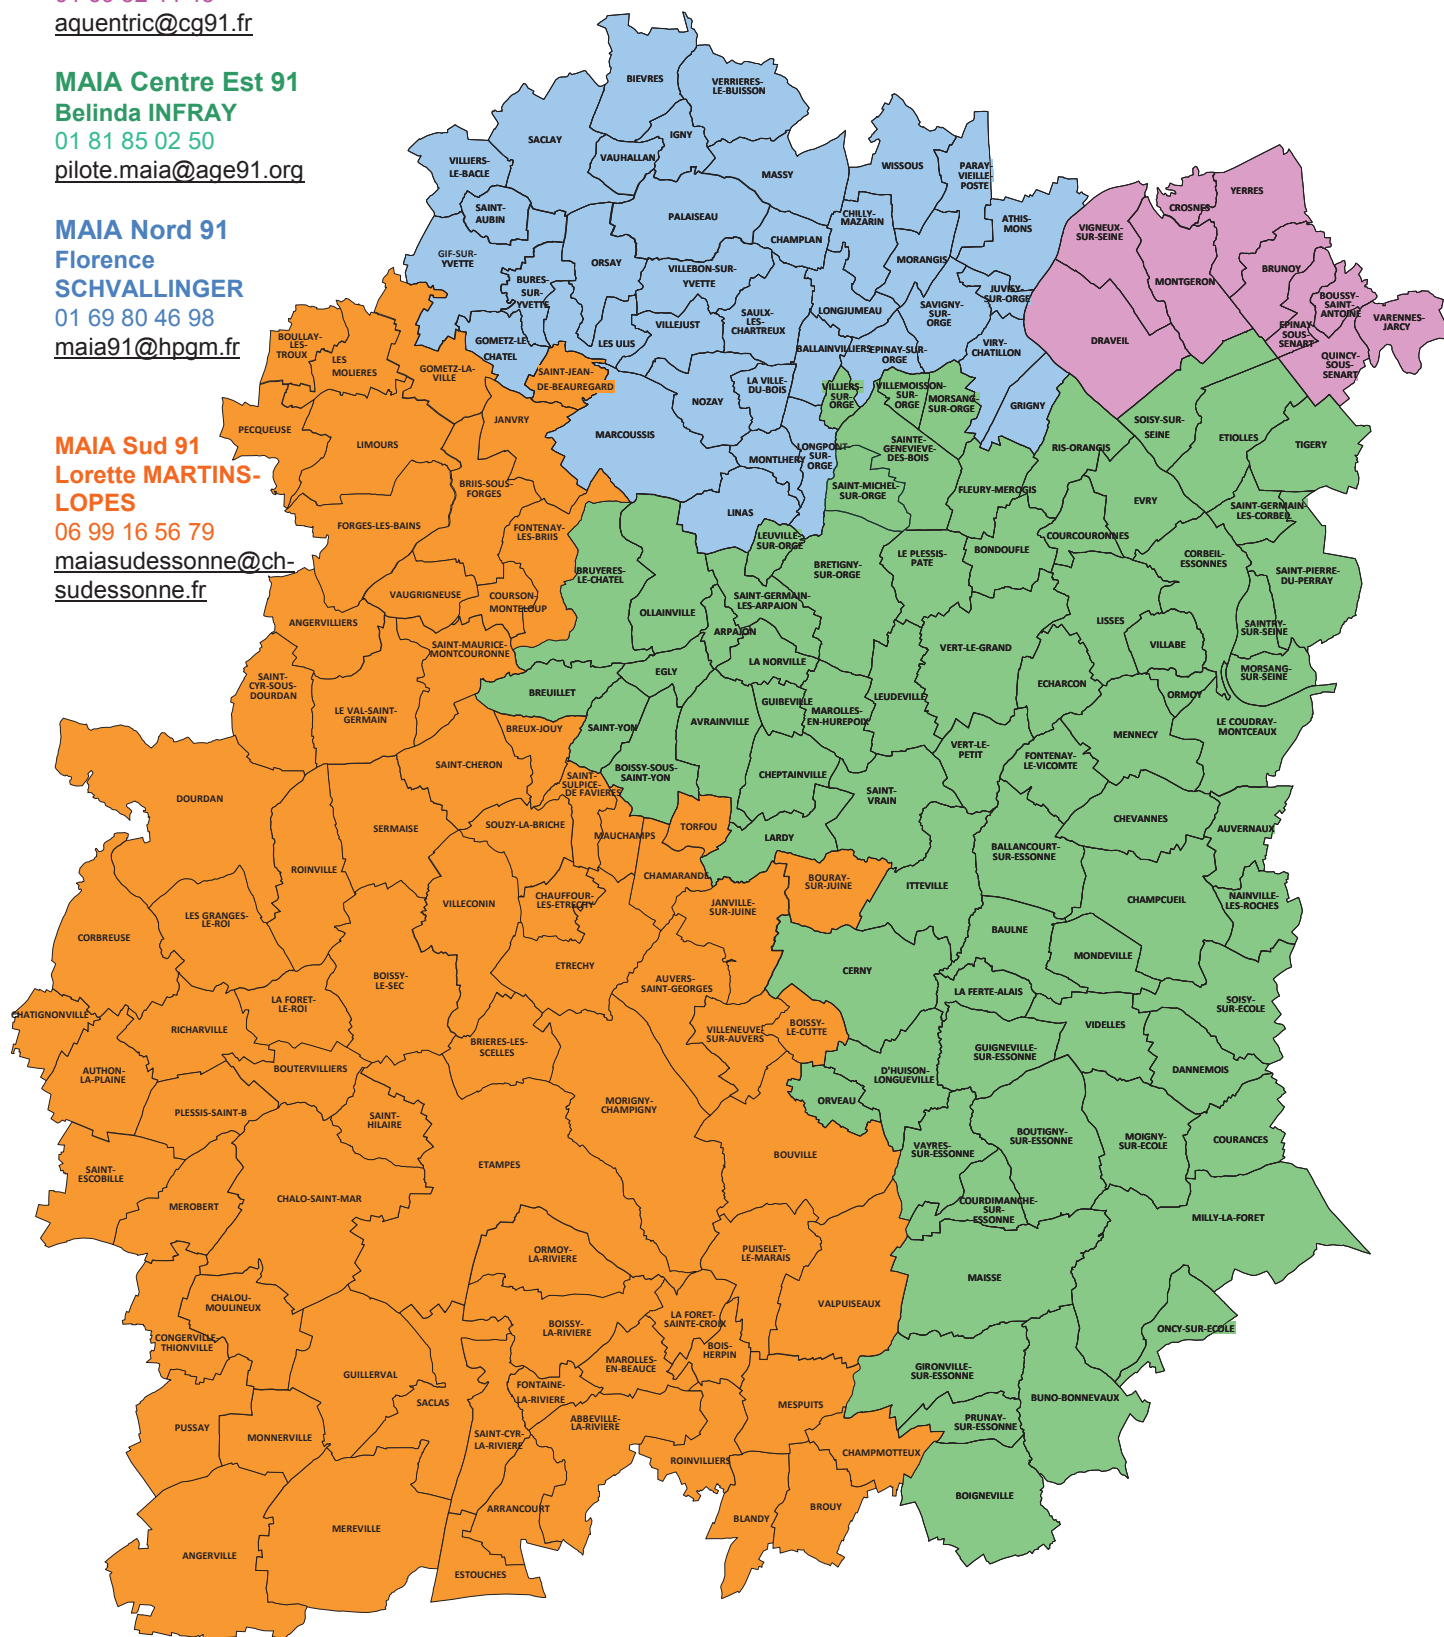 aquentric@cg91.fr
MAIA Centre Est 91
Belinda INFRAY
01 81 85 02 50
pilote.maia@age91.org
MAIA Nord 91
Florence
SCHVALLINGER
01 69 80 46 98
maia91@hpgm.fr
MAIA Sud 91
Lorette MARTINS-
LOPES
06 99 16 56 79
maiasudessonne@ch-
sudessonne.fr
BIEVRES
VERRIERES-
LE-BUISSON
SACLAY
IGNY
VAUHALLAN
VILLIERS-
LE-BACLE
MASSY
WISSOUS
PARAY-
VIEILLE-
POSTE
SAINT-
AUBIN
PALAISEAU
CHILLY-
MAZARIN
ATHIS-
MONS
CHAMPLAN
GIF-SUR-
YVETTE
ORSAY
MORANGIS
VILLEBON-SUR-
YVETTE
BURES-
SUR-
YVETTE
JUVISY-
SUR-ORGE
SAVIGNY-
SUR-
ORGE
LONGJUMEAU
SAULX-
LES-
CHARTREUX
VILLEJUST
LES ULIS
GOMETZ-LE-
CHATEL
BALLAINVILLIERS
EPINAY-SUR-
ORGE
VIRY-
CHATILLON
YERRES
CROSNES
VIGNEUX-
SUR-SEINE
MONTGERON
BRUNOY
BOUSSY-
SAINT-
ANTOINE
VARENNES-
JARCY
EPINAY
SOUS-
SENART
QUINCY-
SOUS-
SENART
DRAVEIL
BOULLAY-
LES-
TROUX
LES
MOLIERES
GOMETZ-LA-
VILLE
SAINT-JEAN-
DE-BEAUREGARD
LA VILLE-
DU-BOIS
NOZAY
VILLIERS-
SUR-
ORGE
VILLEMOISSON-
SUR-
ORGE
MORSANG-
SUR-ORGE
GRIGNY
PECQUEUSE
LIMOURS
JANVRY
MARCOUSSIS
MONTLHERY
LONGPONT-
SUR-
ORGE
SAINTE-
GENEVIEVE-
DES-BOIS
RIS-ORANGIS
SOISY-SUR-
SEINE
ETIOLLES
TIGERY
BRIIS-SOUS-
FORGES
SAINT-MICHEL-
SUR-ORGE
FLEURY-MEROGIS
EVRY
LINAS
SAINT-GERMAIN-
LES-CORBEIL
FORGES-LES-BAINS
FONTENAY-
LES-BRIIS
LEUVILLE-
SUR-ORGE
COURCOURONNES
BONDOUFLE
LE PLESSIS-
PATE
BRETIGNY-
SUR-ORGE
CORBEIL-
ESSONNES
SAINT-PIERRE-
DU-PERRAY
BRUYERES-
LE-CHATEL
VAUGRIGNEUSE
COURSON-
MONTELOUP
OLLAINVILLE
SAINT-GERMAIN-
LES-ARPAJON
LISSES
SAINTRY-
SUR-SEINE
ANGERVILLIERS
ARPAJON
VILLABE
SAINT-MAURICE-
MONTCOURONNE
VERT-LE-GRAND
LA NORVILLE
EGLY
MORSANG-
SUR-SEINE
SAINT-
CYR-SOUS-
DOURDAN
ECHARCON
ORMOY
BREUILLET
LEUDEVILLE
GUIBEVILLE
MAROLLES-
EN-HUREPOIX
LE VAL-SAINT-
GERMAIN
AVRAINVILLE
SAINT-YON
BREUX-JOUY
LE COUDRAY-
MONTCEAUX
MENNECY
VERT-LE-
PETIT
FONTENAY-
LE-VICOMTE
SAINT-CHERON
BOISSY-SOUS-
SAINT-YON
CHEPTAINVILLE
SAINT-
SULPICE-
DE FAVIERES
SAINT-
VRAIN
DOURDAN
SERMAISE
SOUZY-LA-BRICHE
MAUCHAMPS
TORFOU
LARDY
CHEVANNES
AUVERNAUX
BALLANCOURT-
SUR-ESSONNE
ROINVILLE
CHAMARANDE
BOURAY-
SUR-JUINE
ITTEVILLE
VILLECONIN
CHAUFFOUR-
LES-ETRECHY
JANVILLE-
SUR-JUINE
CHAMPCUEIL
NAINVILLE-
LES-ROCHES
LES GRANGES-
LE-ROI
CORBREUSE
BAULNE
MONDEVILLE
ETRECHY
BOISSY-
LE-SEC
AUVERS-
SAINT-GEORGES
CERNY
LA FERTE-ALAIS
SOISY-
SUR-ECOLE
LA FORET-
LE-ROI
CHATIGNONVILLE
RICHARVILLE
VILLENEUVE-
SUR-AUVERS
BOISSY-
LE-CUTTE
VIDELLES
BRIERES-LES-
SCELLES
GUIGNEVILLE-
SUR-ESSONNE
BOUTERVILLIERS
AUTHON-
LA-PLAINE
D'HUISON-
LONGUEVILLE
DANNEMOIS
ORVEAU
PLESSIS-SAINT-B
MORIGNY-
CHAMPIGNY
SAINT-
HILAIRE
BOUTIGNY-
SUR-ESSONNE
MOIGNY-
SUR-ECOLE
COURANCES
VAYRES-
SUR-ESSONNE
BOUVILLE
ETAMPES
SAINT-
ESCOBILLE
CHALO-SAINT-MAR
MEROBERT
COURDIMANCHE-
SUR-
ESSONNE
MILLY-LA-FORET
ORMOY-
LA-RIVIERE
PUISELET-
LE-MARAIS
MAISSE
CHALOU-
MOULINEUX
VALPUISEAUX
LA FORET-
SAINTE-CROIX
BOISSY-
LA-RIVIERE
ONCY-SUR-ECOLE
CONGERVILLE-
THIONVILLE
BOIS-
HERPIN
MAROLLES-
EN-BEAUCE
GUILLERVAL
GIRONVILLE-
SUR-ESSONNE
FONTAINE-
LA-RIVIERE
SACLAS
BUNO-BONNEVAUX
MESPUITS
ABBEVILLE-
LA-RIVIERE
PUSSAY
MONNERVILLE
SAINT-CYR-
LA-RIVIERE
PRUNAY-
SUR-ESSONNE
CHAMPMOTTEUX
ROINVILLIERS
BOIGNEVILLE
BROUY
BLANDY
ARRANCOURT
MEREVILLE
ANGERVILLE
ESTOUCHES